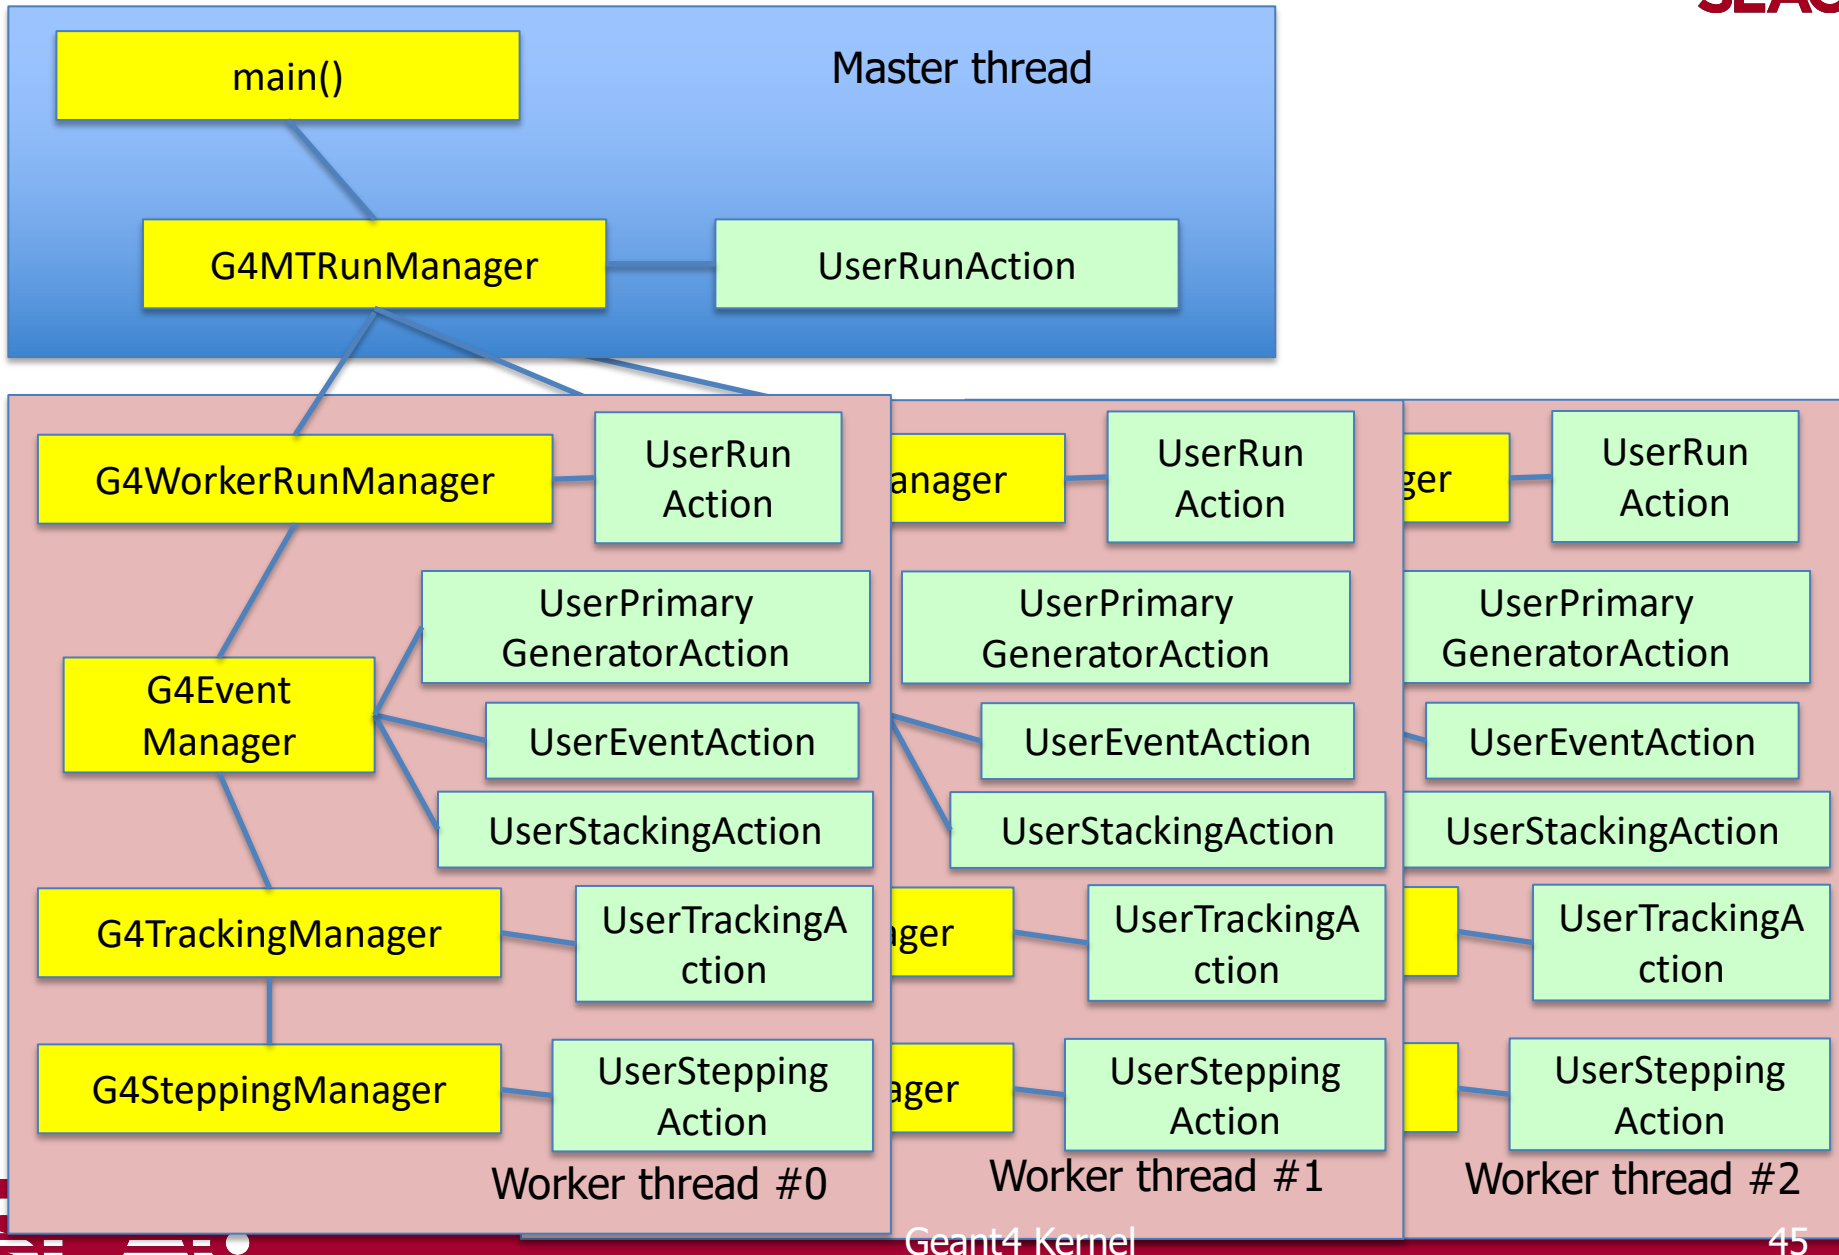 main()
Master thread
G4MTRunManager
UserRunAction
G4WorkerRunManager
UserRun
Action
G4Event
Manager
UserPrimary
GeneratorAction
UserEventAction
UserStackingAction
G4TrackingManager
UserTrackingA
ction
G4SteppingManager
UserStepping
Action
Worker thread #0
anager
UserRun
Action
UserPrimary
GeneratorAction
UserEventAction
UserStackingAction
ager
UserTrackingA
ction
ager
UserStepping
Action
Worker thread #1
ger
UserRun
Action
UserPrimary
GeneratorAction
UserEventAction
UserStackingAction
UserTrackingA
ction
UserStepping
Action
Worker thread #2
Geant4 Kernel
45